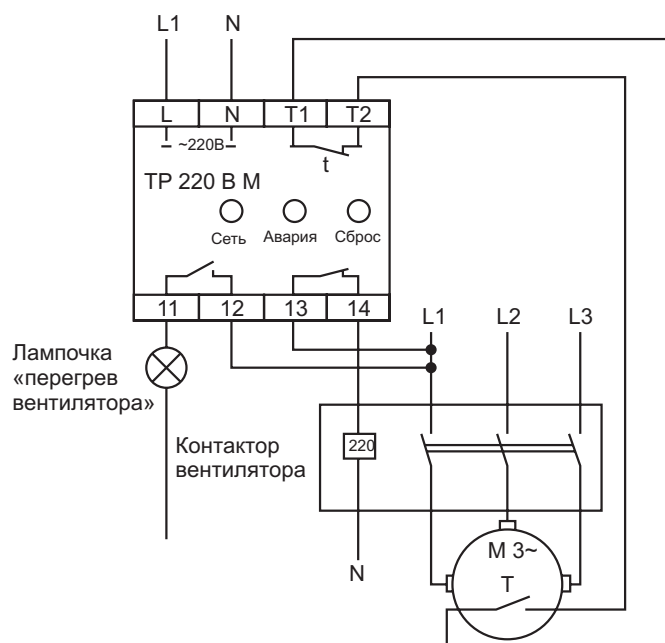 L1 N
L N T1 T2
~220В
t
ТР 220 В М
Сеть Авария Сброс
11 12 13 14
L1 L2 L3
Лампочка
«перегрев
вентилятора»
Контактор
вентилятора
220
N
М 3~
Т